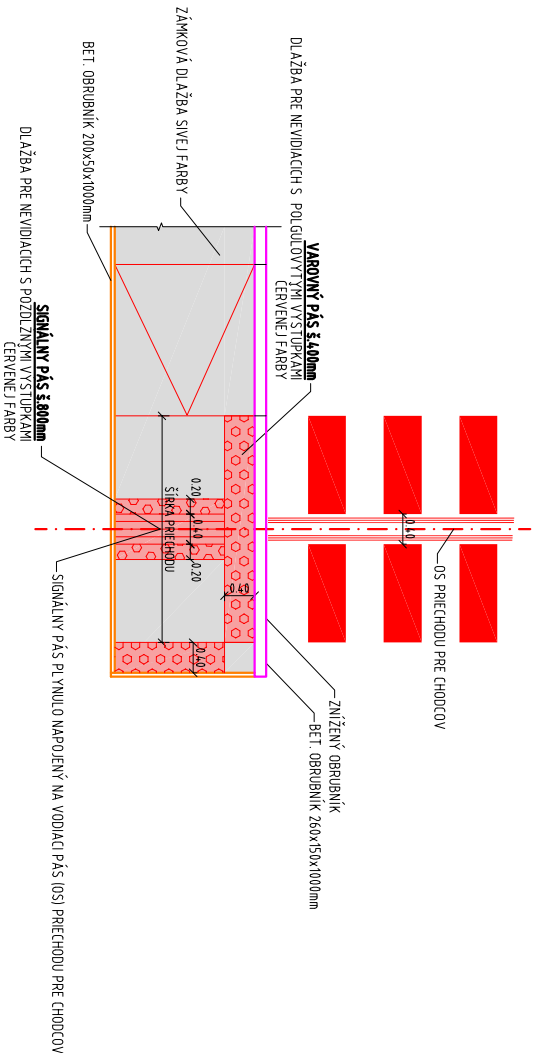 OS PRIECHODU PRE CHODCOV
0.40
ZNÍŽENÝ OBRUBNÍK
BET. OBRUBNÍK 260x150x1000mm
VAROVNÝ PÁS š.400mm
DLAŽBA PRE NEVIDIACICH S POLGUĽOVÝTYMI VÝSTUPKAMI
ČERVENEJ FARBY
0.40
0.20
0.40
0.20
0.40
ŠÍRKA PRIECHODU
ZÁMKOVÁ DLAŽBA SIVEJ FARBY
BET. OBRUBNÍK 200x50x1000mm
SIGNÁLNY PÁS š.800mm
DLAŽBA PRE NEVIDIACICH S POZDĹŽNYMI VÝSTUPKAMI
ČERVENEJ FARBY
SIGNÁLNY PÁS PLYNULO NAPOJENÝ NA VODIACI PÁS (OS) PRIECHODU PRE CHODCOV